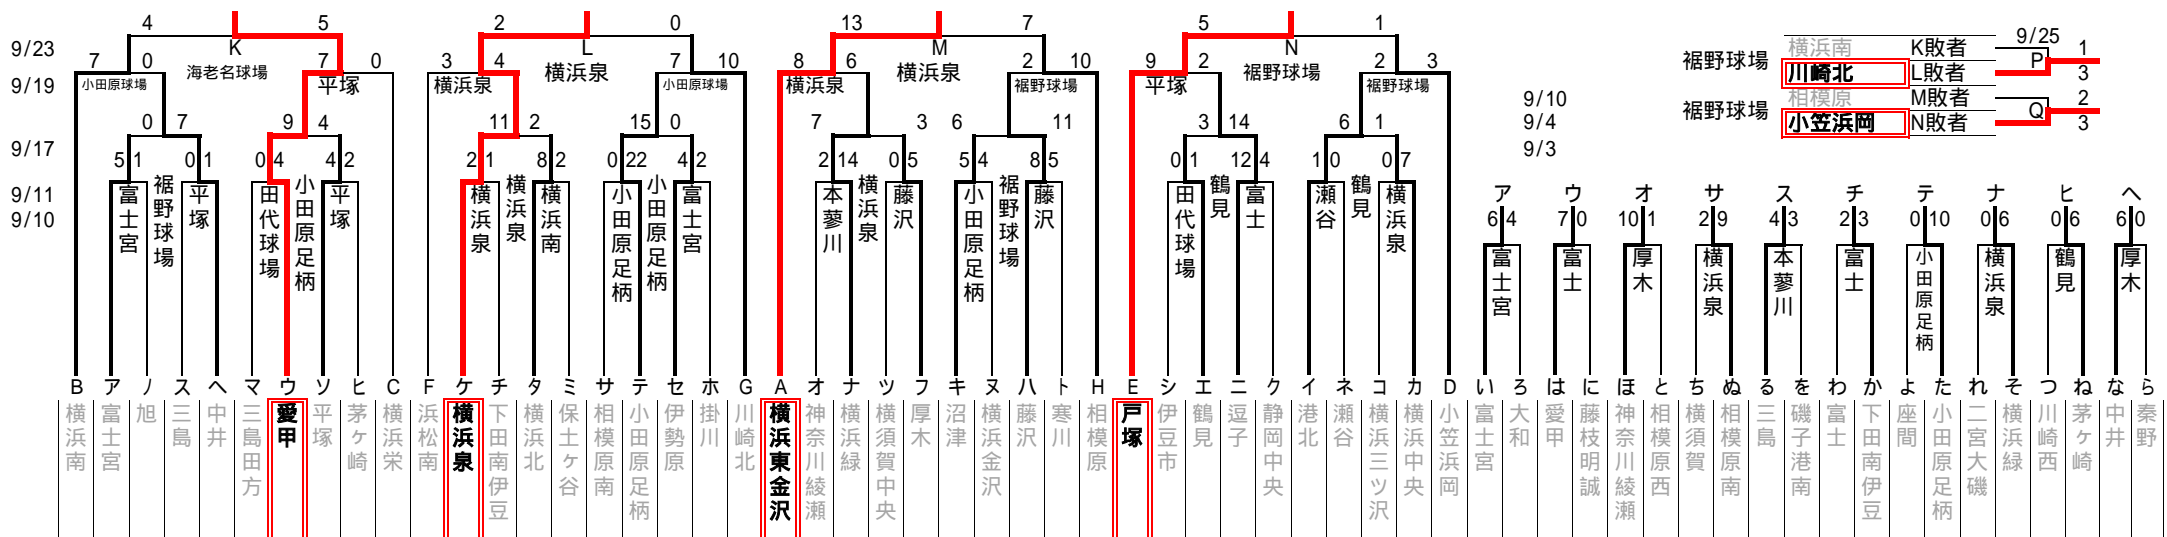 4 5 2 0 13 7 5 1
9/23 K L M N
7 0 7 0 3 4 7 10 8 6 2 10 9 2 2 3
海老名球場 横浜泉 横浜泉 裾野球場
9/19 小田原球場 平塚 横浜泉 小田原球場 横浜泉 裾野球場 平塚 裾野球場
0 7 9 4 11 2 15 0 7 3 6 11 3 14 6 1
9/17
5 1 0 1 0 4 4 2 2 1 8 2 0 22 4 2 2 14 0 5 5 4 8 5 0 1 12 4 1 0 0 7
9/11
9/10
富士宮
裾野球場
平塚
田代球場
小田原足柄
平塚
横浜泉
横浜泉
横浜南
小田原足柄
小田原足柄
富士宮
本蓼川
横浜泉
藤沢
小田原足柄
裾野球場
藤沢
田代球場
鶴見
富士
瀬谷
鶴見
横浜泉
9/25
裾野球場 横浜南 K敗者 P 1
川崎北 L敗者 3
裾野球場 相模原 M敗者 Q 2
小笠浜岡 N敗者 3
9/10
9/4
9/3
ア ウ オ サ ス チ テ ナ ヒ ヘ
6 4 7 0 10 1 2 9 4 3 2 3 0 10 0 6 0 6 6 0
富士宮
富士
厚木
横浜泉
本蓼川
富士
小田原足柄
横浜泉
鶴見
厚木
B ア イ ス ヘ マ ウ ソ ヒ C F ケ チ タ ミ サ テ セ ホ G A オ ナ ツ フ キ ヌ ハ ト H E シ エ ニ ク イ ネ コ カ D い ろ は に ほ と ち ぬ る を わ か よ た れ そ つ ね な ら
横浜南
富士宮
旭
三島
中井
三島田方
愛甲
平塚
茅ヶ崎
横浜栄
浜松南
横浜泉
下田南伊豆
横浜北
保土ヶ谷
相模原南
小田原足柄
伊勢原
掛川
川崎北
横浜東金沢
神奈川綾瀬
横浜緑
横須賀中央
厚木
沼津
横浜金沢
藤沢
寒川
相模原
戸塚
伊豆市
鶴見
逗子
静岡中央
港北
瀬谷
横浜三ツ沢
横浜中央
小笠浜岡
富士宮
大和
愛甲
藤枝明誠
神奈川綾瀬
相模原西
横須賀
相模原南
三島
磯子港南
富士
下田南伊豆
座間
小田原足柄
二宮大磯
横浜緑
川崎西
茅ヶ崎
中井
秦野